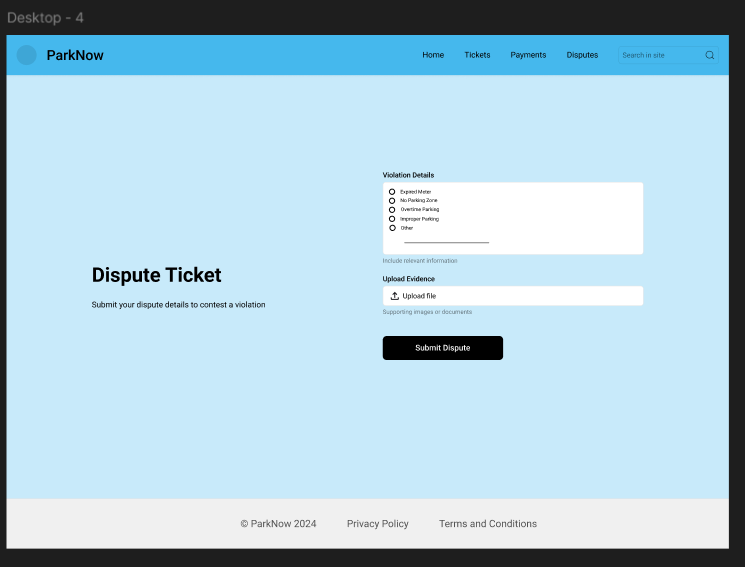 Desktop - 4
ParkNow
Home Tickets Payments Disputes Search in site
Violation Details
Expired Meter
No Parking Zone
Overtime Parking
Improper Parking
Other
Include relevant information
Dispute Ticket
Submit your dispute details to contest a violation
Upload Evidence
Upload file
Supporting images or documents
Submit Dispute
© ParkNow 2024 Privacy Policy Terms and Conditions